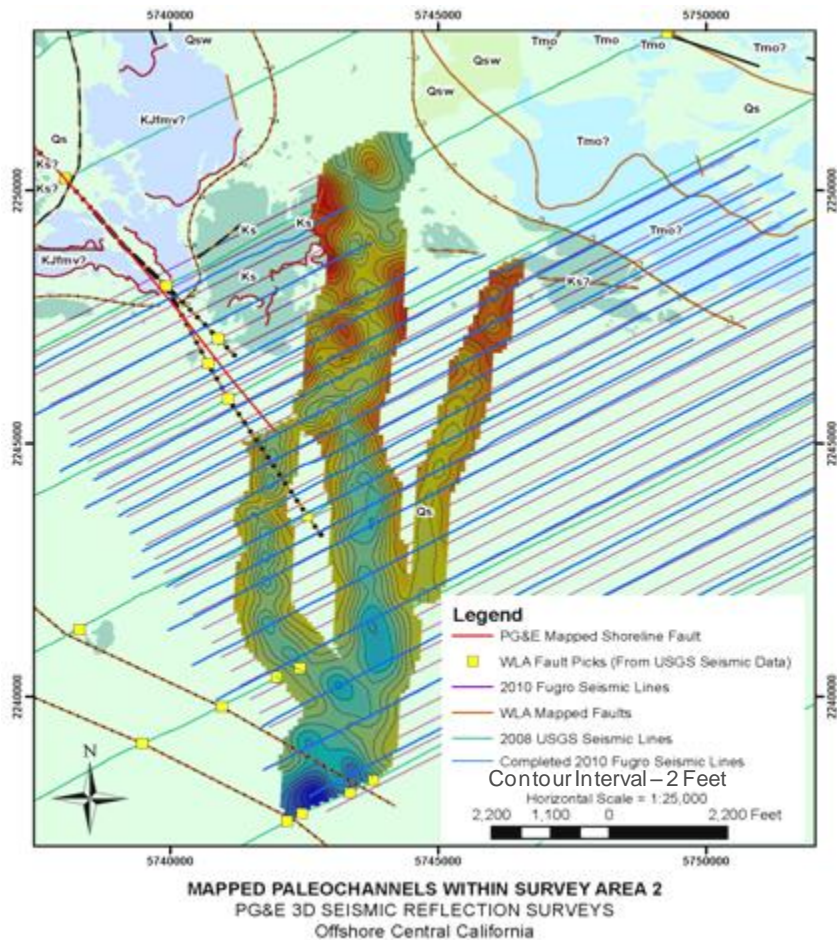 5740000 5745000 5750000
Qsw
Tmo
Tmo
Tmo
Tmo?
Qsw
Qsw
KJfmv?
Qs
Qs
Tmo?
Ks?
Ks?
2250000
2250000
Ks
Ks
Tmo?
KJfmv?
Ks
Ks?
2245000
2245000
Qs
Legend
PG&E Mapped Shoreline Fault
WLA Fault Picks (From USGS Seismic Data)
2010 Fugro Seismic Lines
WLA Mapped Faults
2008 USGS Seismic Lines
Completed 2010 Fugro Seismic Lines
Contour Interval – 2 Feet
Horizontal Scale = 1:25,000
2,200 1,100 0 2,200 Feet
2240000
2240000
N
5740000 5745000 5750000
MAPPED PALEOCHANNELS WITHIN SURVEY AREA 2
PG&E 3D SEISMIC REFLECTION SURVEYS
Offshore Central California